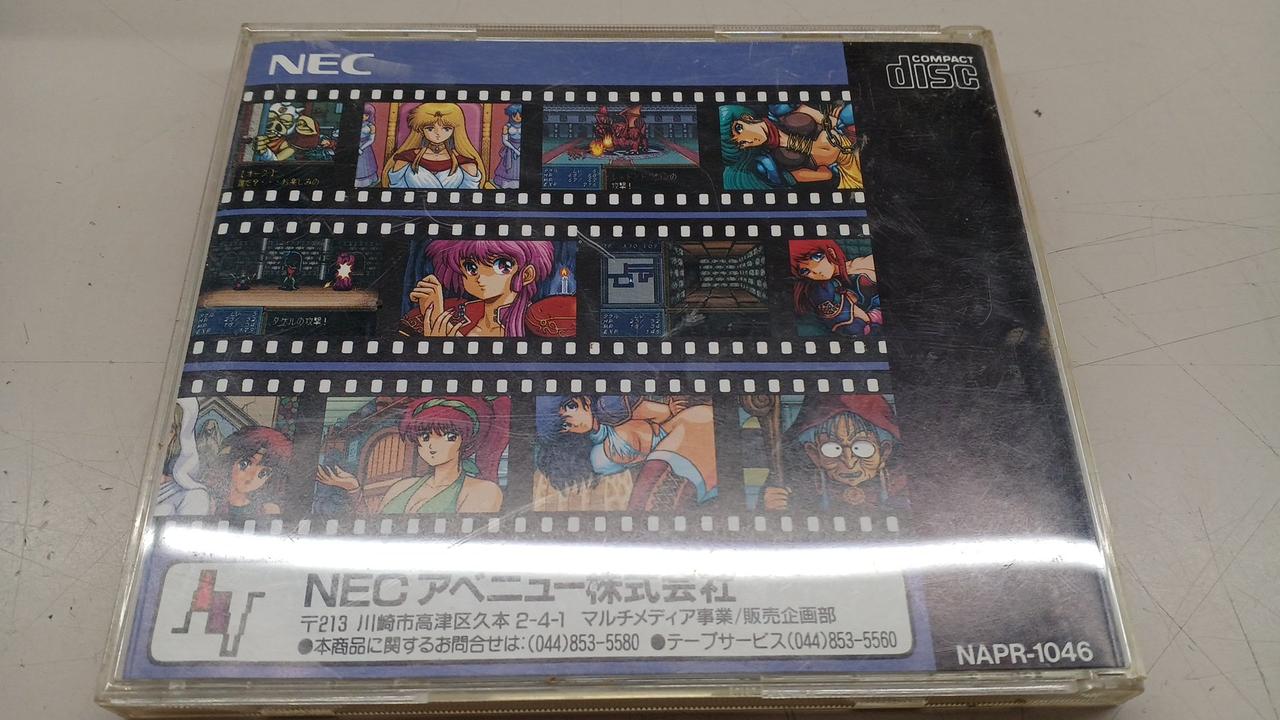 NEC
COMPACT
disc
タケルの攻撃!
NECアベニュー株式会社
〒213 川崎市高津区久本2-4-1 マルチメディア事業/販売企画部
●本商品に関するお問合せは:(044)853-5580 ●テープサービス(044)853-5560
NAPR-1046